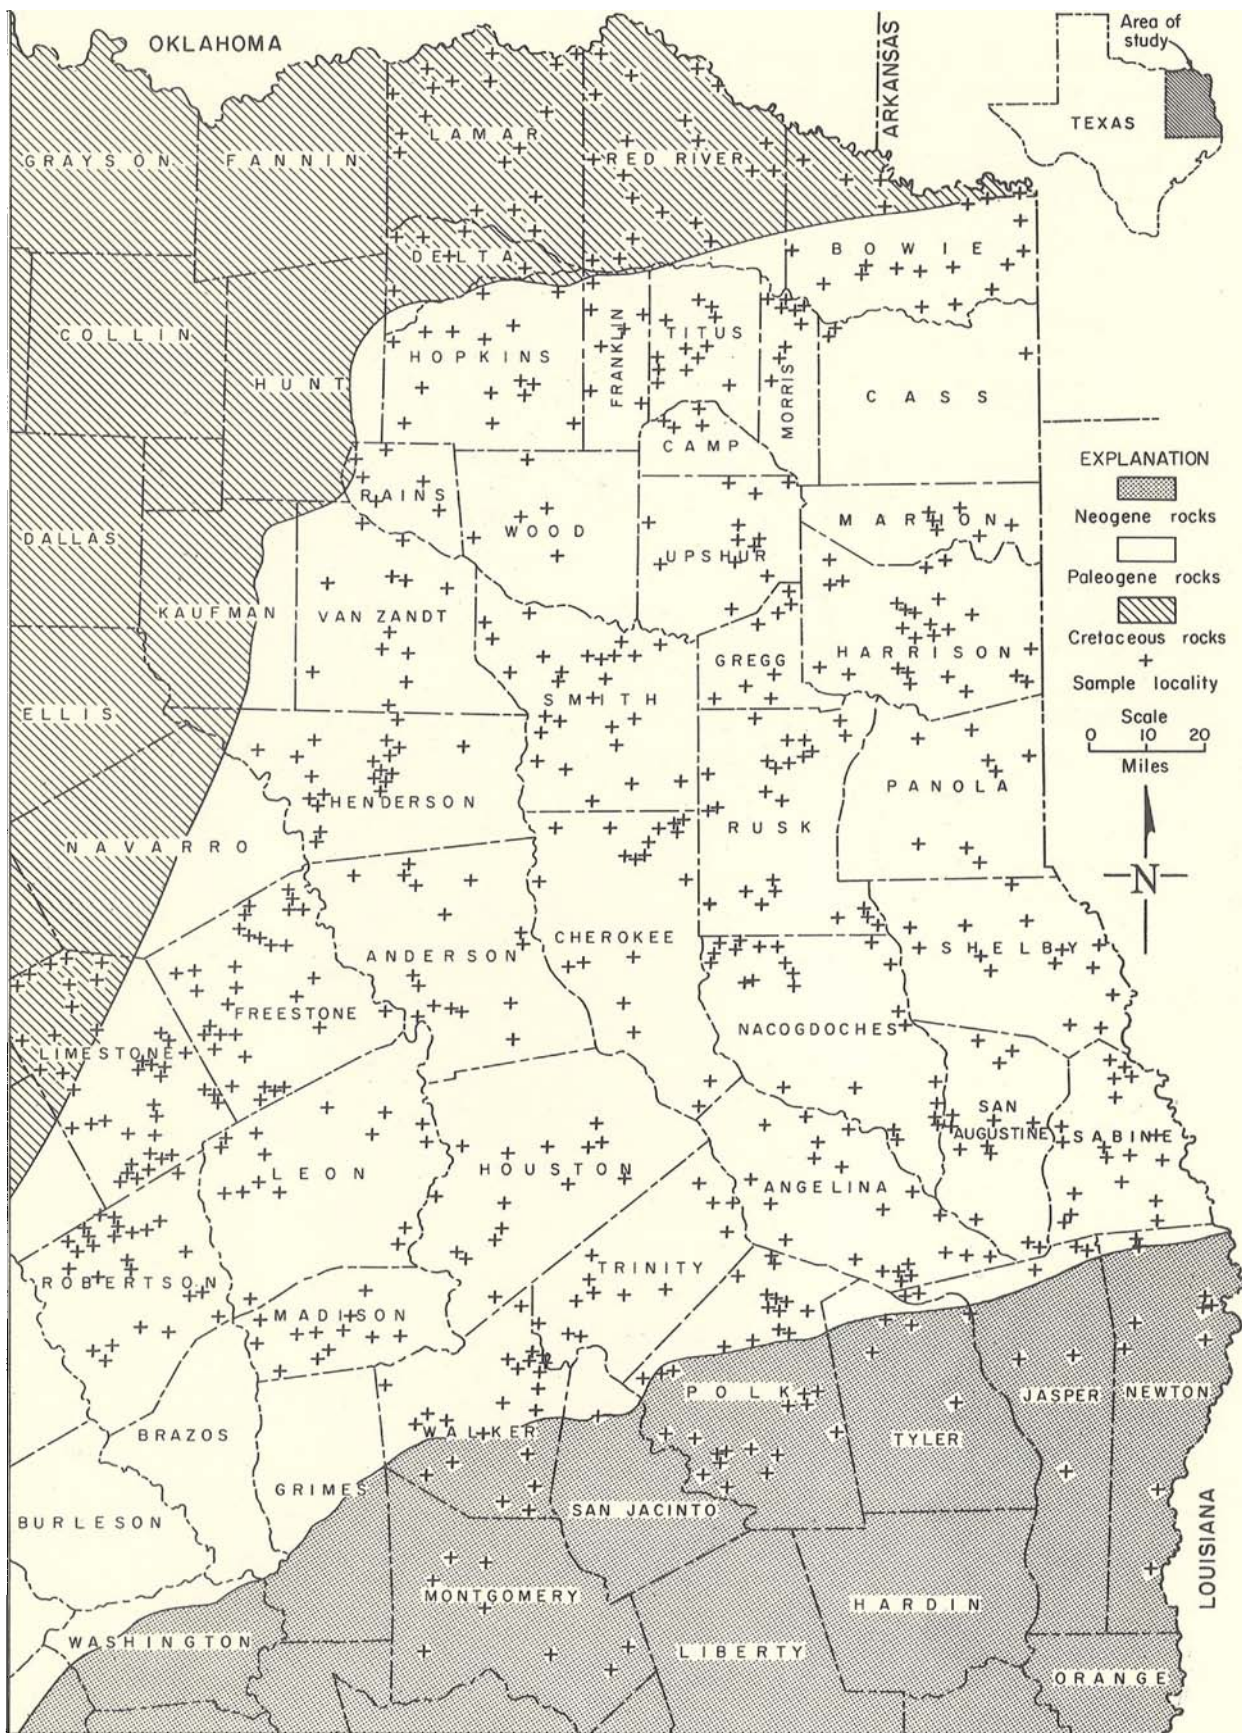 OKLAHOMA
ARKANSAS
Area of
study
TEXAS
GRAYSON
FANNIN
LAMAR
RED RIVER
DELTA
BOWIE
COLLIN
HUNT
HOPKINS
FRANKLIN
TITUS
MORRIS
CASS
CAMP
RAINS
WOOD
UPSHUR
MARION
DALLAS
KAUFMAN
VAN ZANDT
SMITH
GREGG
HARRISON
EXPLANATION
Neogene rocks
Paleogene rocks
Cretaceous rocks
Sample locality
Scale
0 10 20
Miles
N
ELLIS
HENDERSON
RUSK
PANOLA
NAVARRO
ANDERSON
CHEROKEE
SHELBY
FREESTONE
NACOGDOCHES
LIMESTONE
LEON
HOUSTON
ANGELINA
SAN
AUGUSTINE
SABINE
ROBERTSON
MADISON
TRINITY
POLK
JASPER
NEWTON
BRAZOS
WALKER
TYLER
GRIMES
SAN JACINTO
BURLESON
LOUISIANA
MONTGOMERY
HARDIN
WASHINGTON
LIBERTY
ORANGE